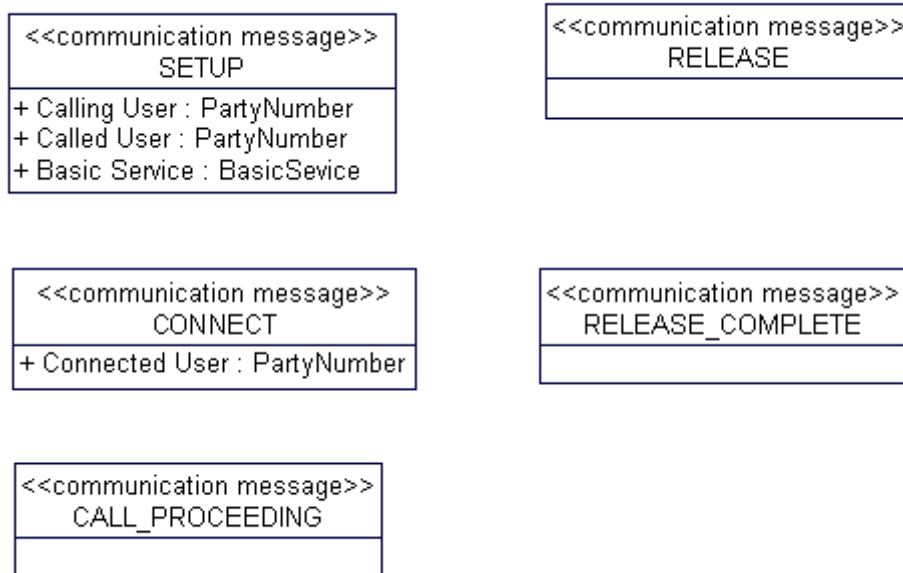 <<communication message>>
SETUP
+ Calling User : PartyNumber
+ Called User : PartyNumber
+ Basic Service : BasicSevice
<<communication message>>
RELEASE
<<communication message>>
CONNECT
+ Connected User : PartyNumber
<<communication message>>
RELEASE_COMPLETE
<<communication message>>
CALL_PROCEEDING